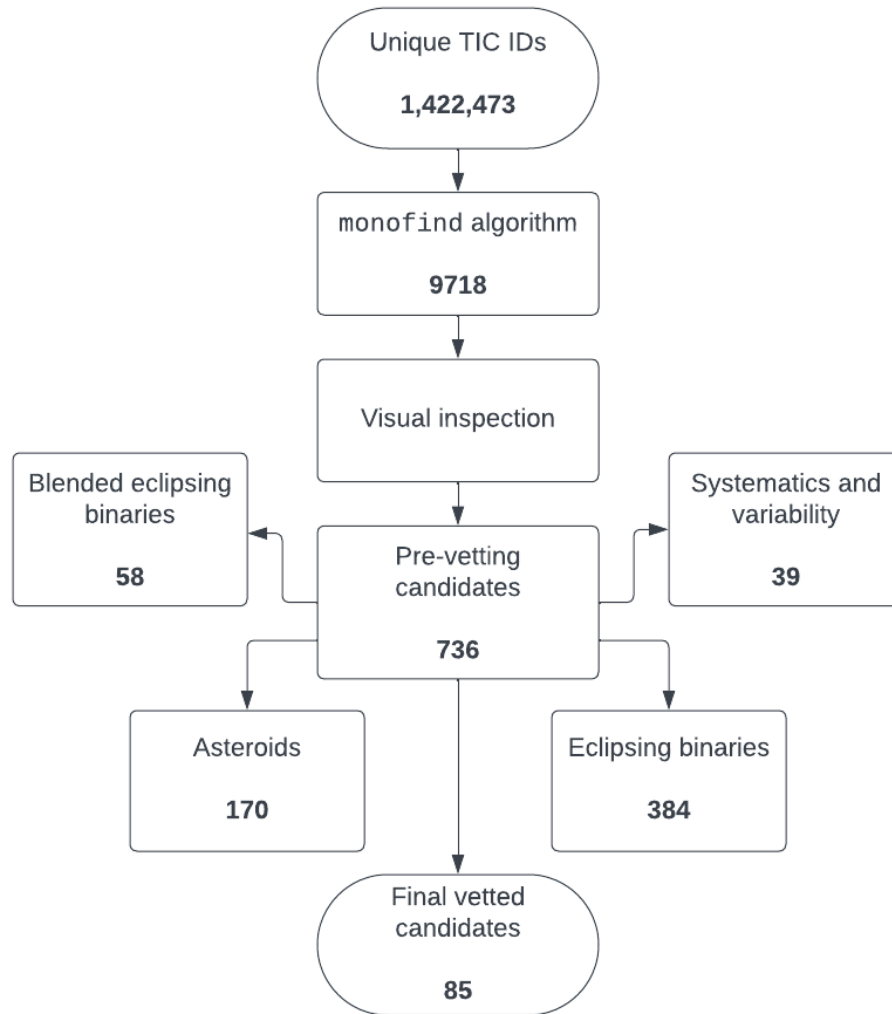 Unique TIC IDs
1,422,473
monofind algorithm
9718
Visual inspection
Blended eclipsing
binaries
58
Systematics and
variability
39
Pre-vetting
candidates
736
Asteroids
170
Eclipsing binaries
384
Final vetted
candidates
85